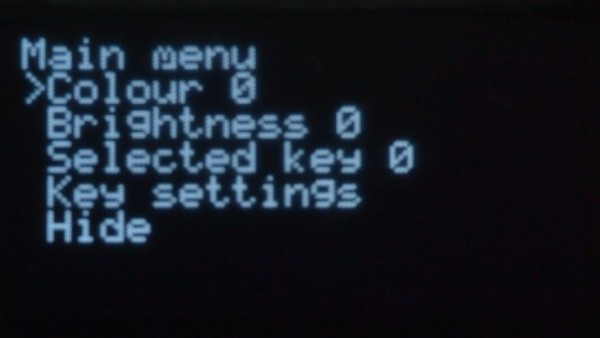 Main menu
>Colour 0
Brightness 0
Selected key 0
Key settings
Hide